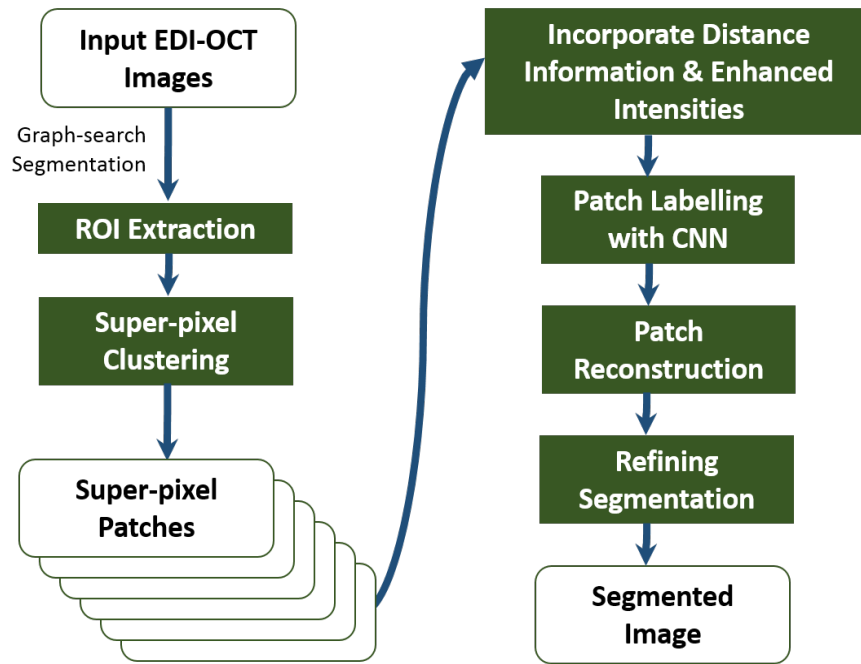 Input EDI-OCT
Images
Graph-search
Segmentation
ROI Extraction
Super-pixel
Clustering
Super-pixel
Patches
Incorporate Distance
Information & Enhanced
Intensities
Patch Labelling
with CNN
Patch
Reconstruction
Refining
Segmentation
Segmented
Image